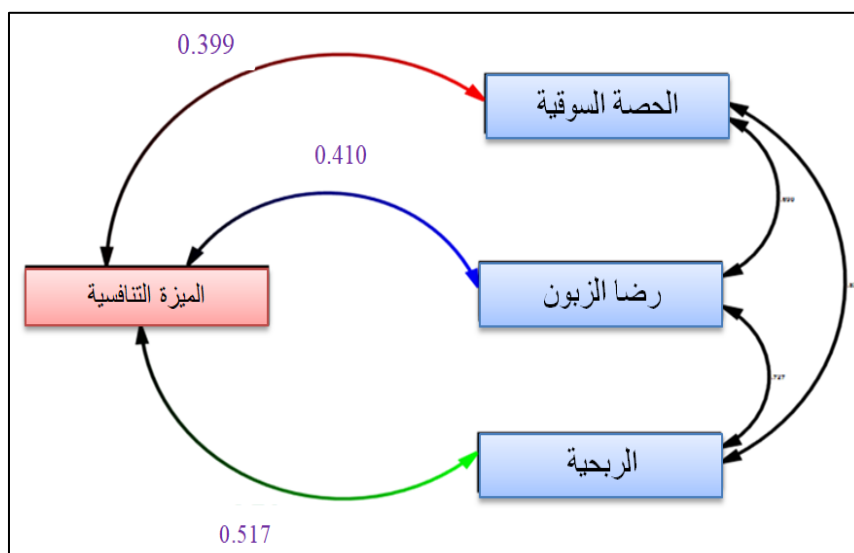 0.399
الحصة السوقية
0.410
رضا الزبون
الميزة التنافسية
الربحية
0.517